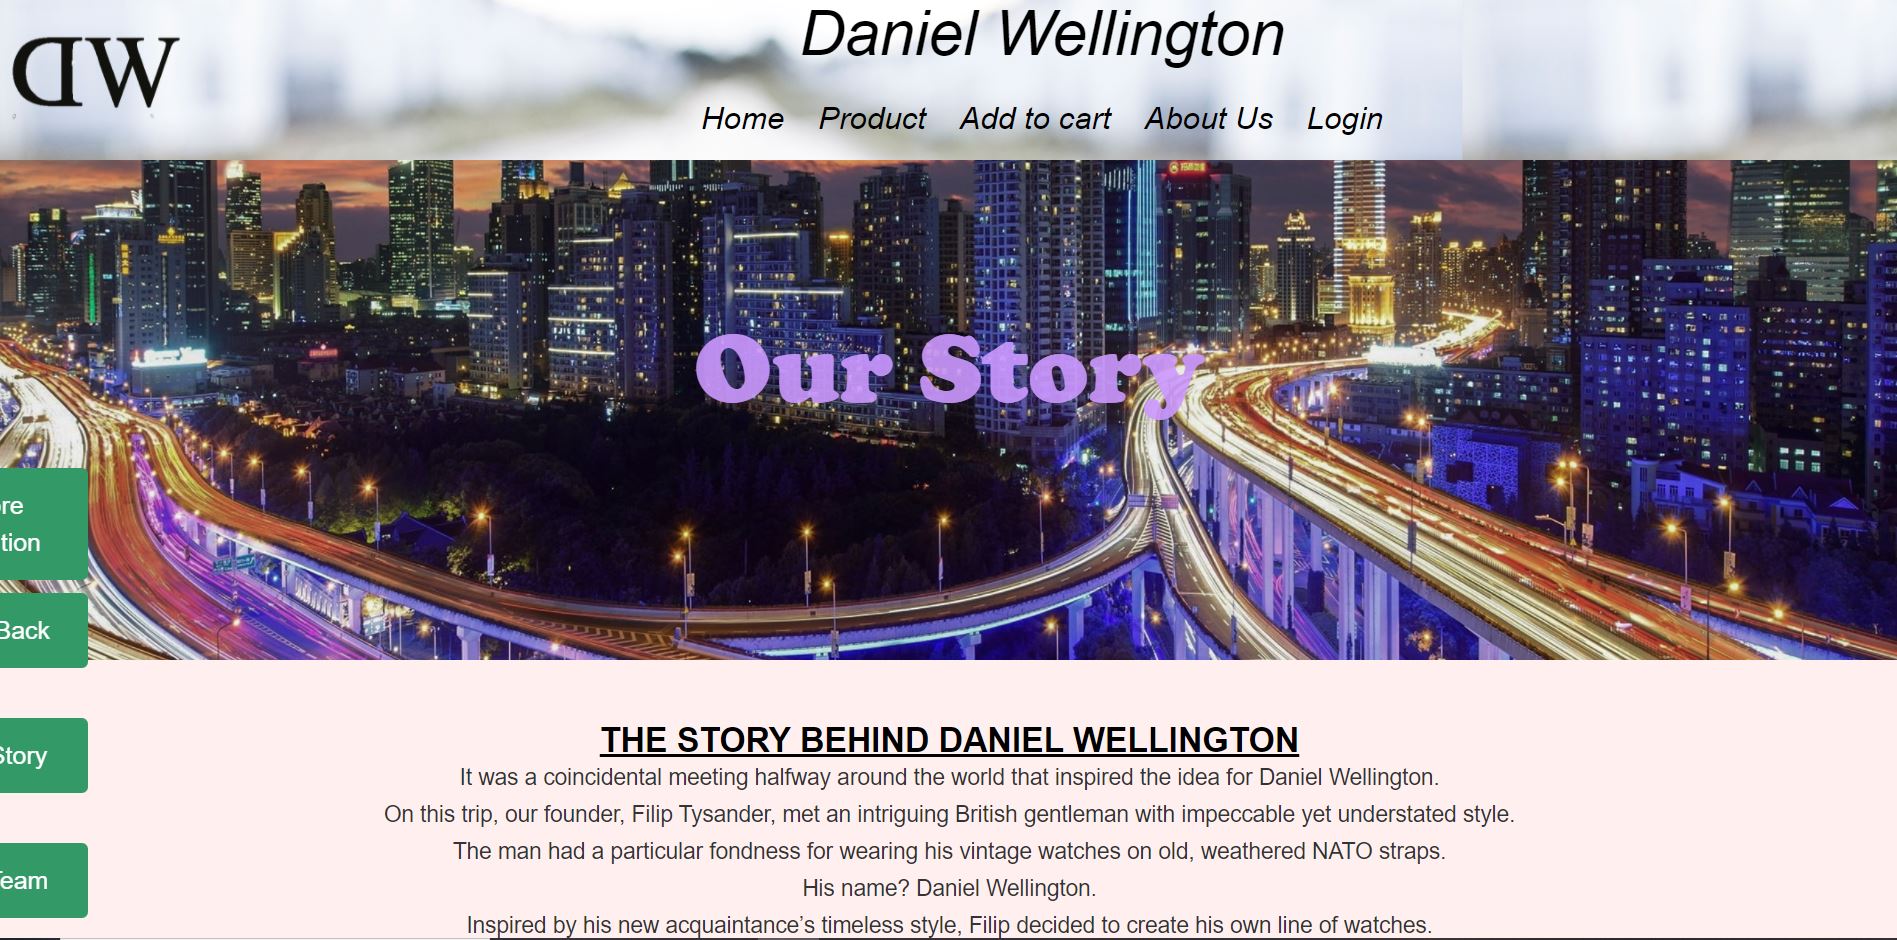 DW
Daniel Wellington
Home Product Add to cart About Us Login
Our Story
re
tion
Back
Story
Team
THE STORY BEHIND DANIEL WELLINGTON
It was a coincidental meeting halfway around the world that inspired the idea for Daniel Wellington.
On this trip, our founder, Filip Tysander, met an intriguing British gentleman with impeccable yet understated style.
The man had a particular fondness for wearing his vintage watches on old, weathered NATO straps.
His name? Daniel Wellington.
Inspired by his new acquaintance’s timeless style, Filip decided to create his own line of watches.